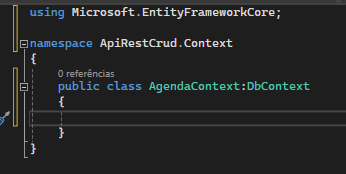 using Microsoft.EntityFrameworkCore;
namespace ApiRestCrud.Context
{
0 referências
public class AgendaContext:DbContext
{
}
}